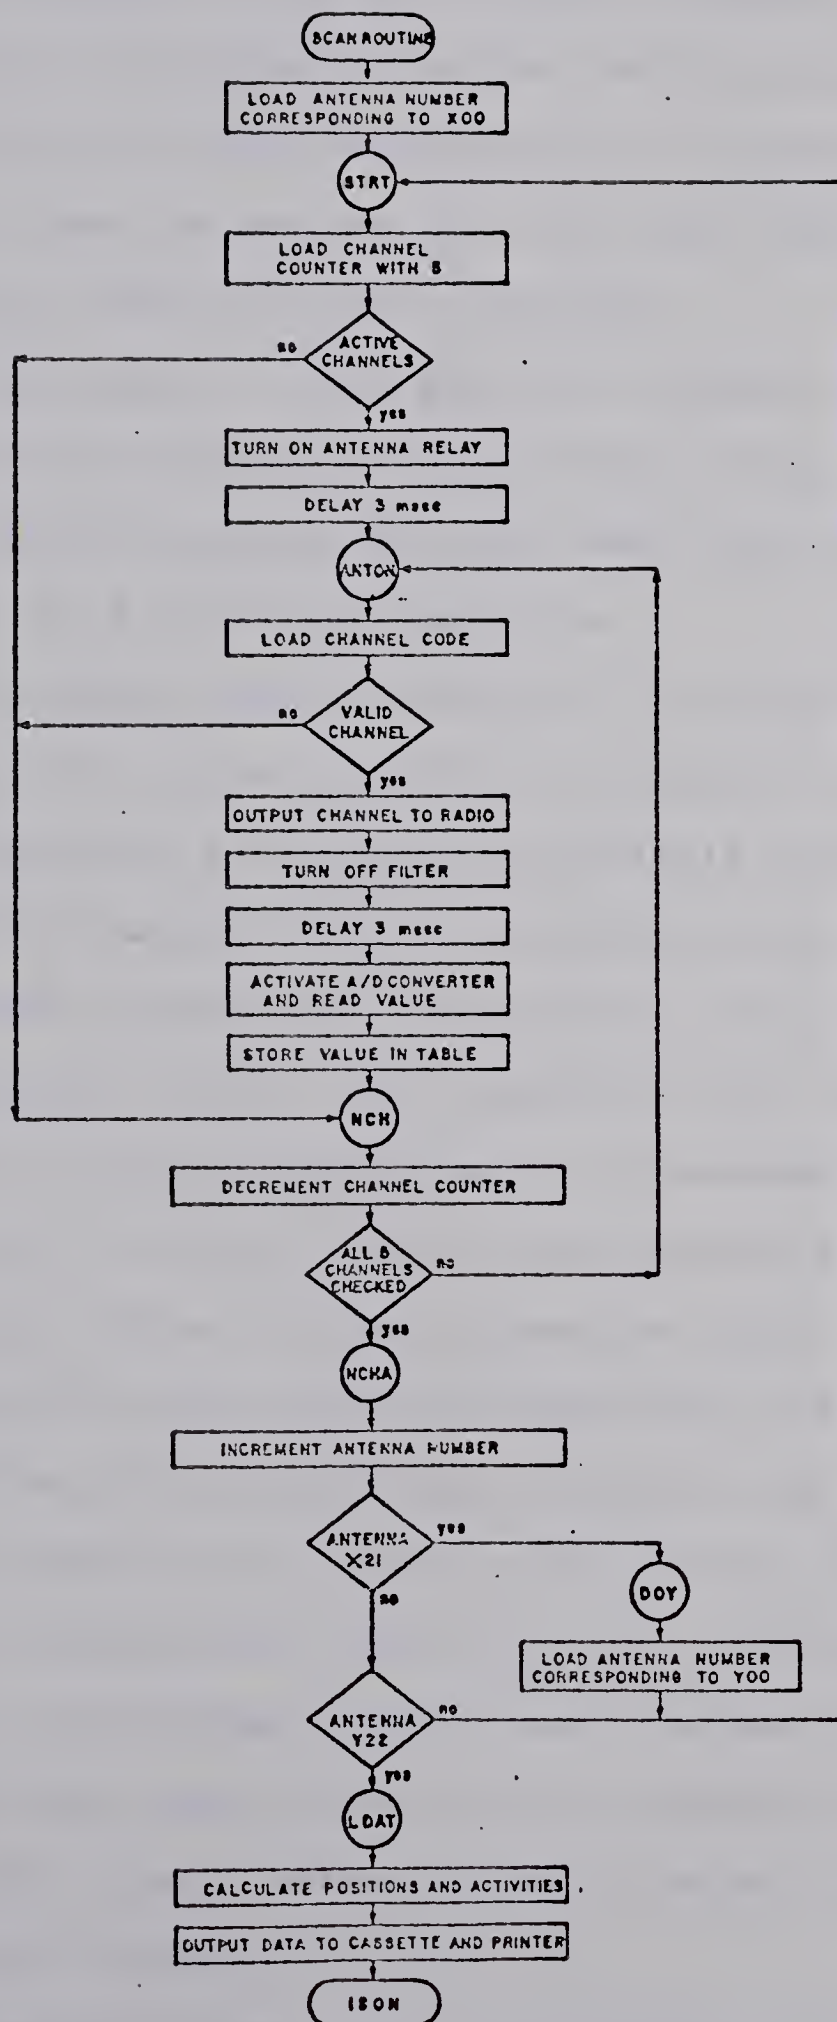 SCAN ROUTINE
LOAD ANTENNA NUMBER
CORRESPONDING TO X00
STRT
LOAD CHANNEL
COUNTER WITH 8
ACTIVE
CHANNELS
no
yes
TURN ON ANTENNA RELAY
DELAY 3 msec
ANTON
LOAD CHANNEL CODE
VALID
CHANNEL
no
yes
OUTPUT CHANNEL TO RADIO
TURN OFF FILTER
DELAY 3 msec
ACTIVATE A/D CONVERTER
AND READ VALUE
STORE VALUE IN TABLE
NCH
DECREMENT CHANNEL COUNTER
ALL 8
CHANNELS
CHECKED
no
yes
NCHA
INCREMENT ANTENNA NUMBER
ANTENNA
X21
yes
no
DOY
LOAD ANTENNA NUMBER
CORRESPONDING TO Y00
ANTENNA
Y22
no
yes
LDAT
CALCULATE POSITIONS AND ACTIVITIES
OUTPUT DATA TO CASSETTE AND PRINTER
ISON